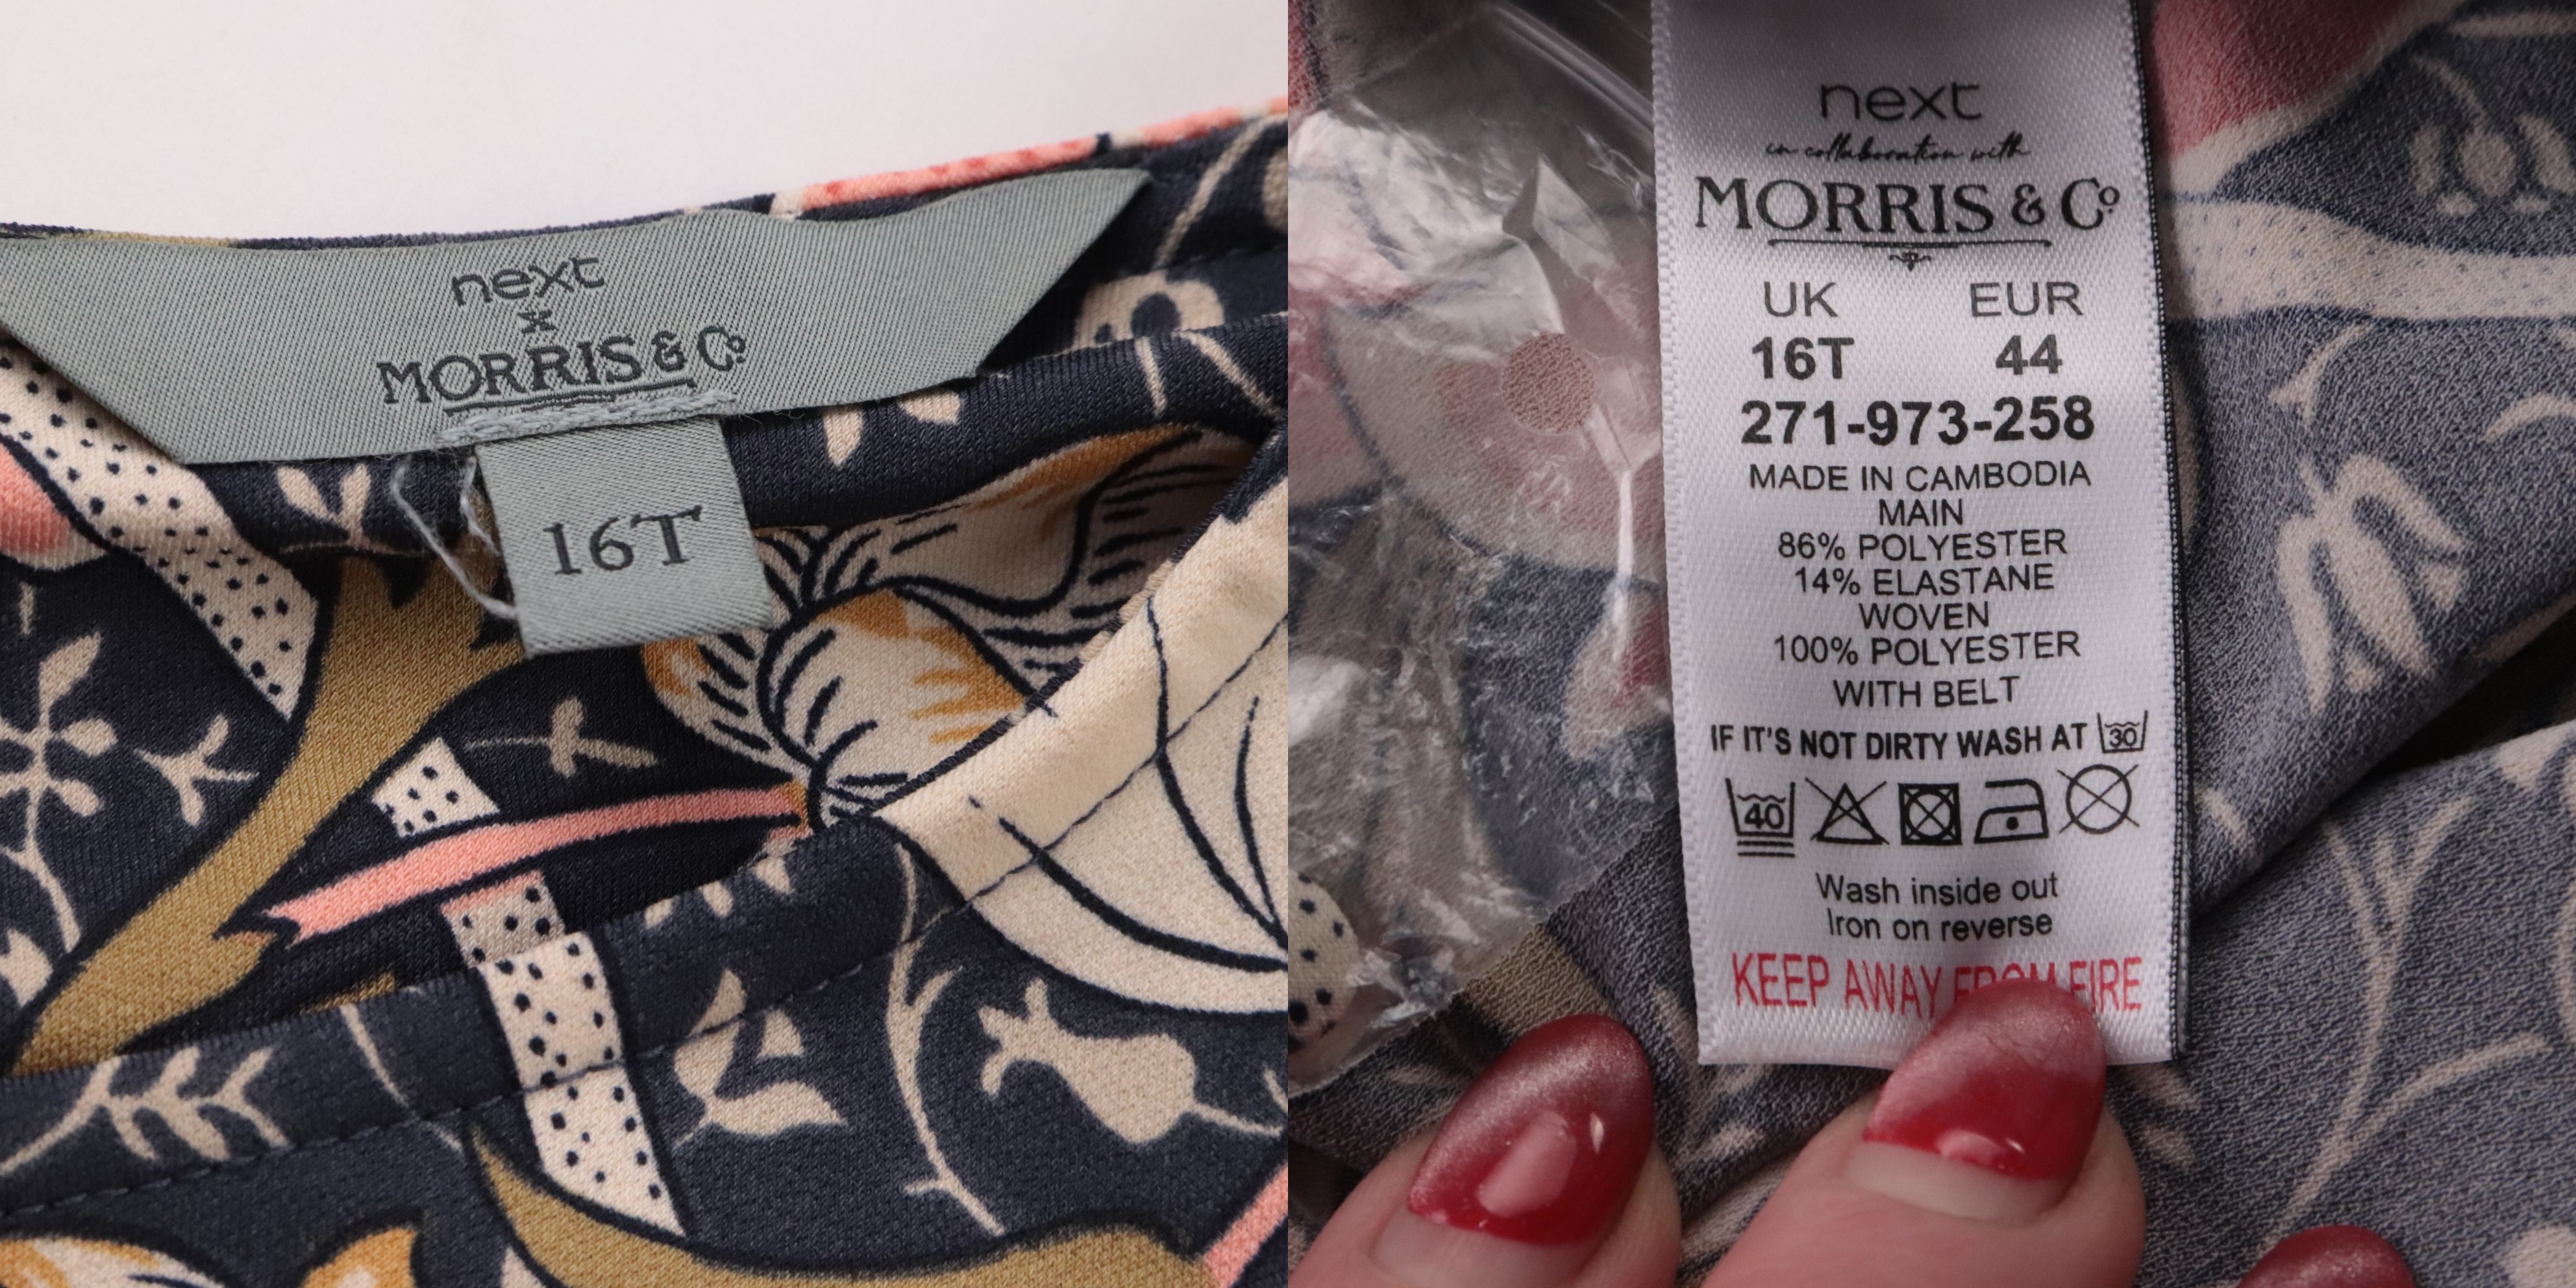 next
x
MORRIS & Co
16T
next
in collaboration with
MORRIS & Co
UK EUR
16T 44
271-973-258
MADE IN CAMBODIA
MAIN
86% POLYESTER
14% ELASTANE
WOVEN
100% POLYESTER
WITH BELT
IF IT'S NOT DIRTY WASH AT 30
40
Wash inside out
Iron on reverse
KEEP AWAY FROM FIRE